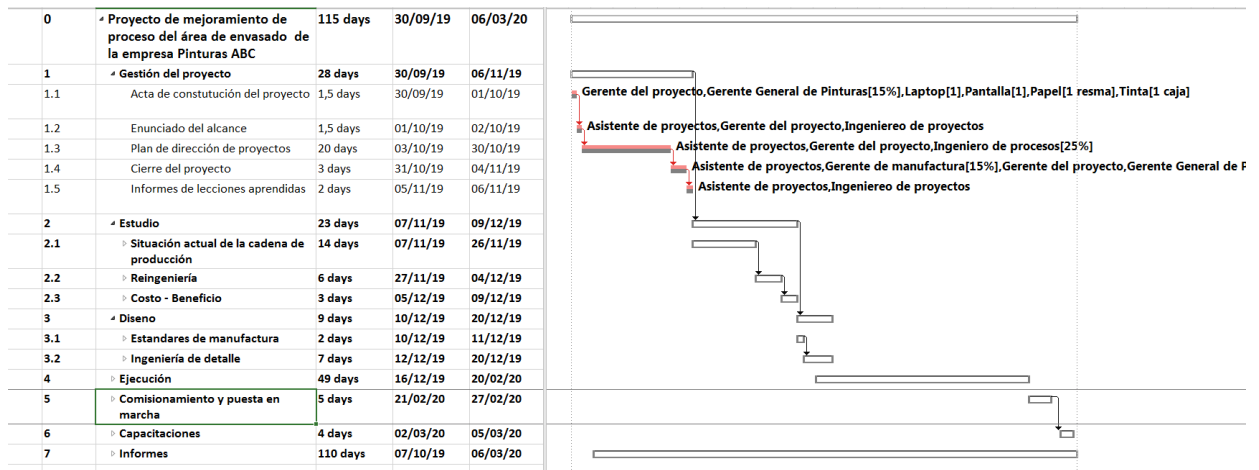 0 Proyecto de mejoramiento de 115 days 30/09/19 06/03/20
proceso del área de envasado de
la empresa Pinturas ABC
1 Gestión del proyecto 28 days 30/09/19 06/11/19
1.1 Acta de constutución del proyecto 1,5 days 30/09/19 01/10/19 Gerente del proyecto,Gerente General de Pinturas[15%],Laptop[1],Pantalla[1],Papel[1 resma],Tinta[1 caja]
1.2 Enunciado del alcance 1,5 days 01/10/19 02/10/19 Asistente de proyectos,Gerente del proyecto,Ingeniereo de proyectos
1.3 Plan de dirección de proyectos 20 days 03/10/19 30/10/19 Asistente de proyectos,Gerente del proyecto,Ingeniero de procesos[25%]
1.4 Cierre del proyecto 3 days 31/10/19 04/11/19 Asistente de proyectos,Gerente de manufactura[15%],Gerente del proyecto,Gerente General de P
1.5 Informes de lecciones aprendidas 2 days 05/11/19 06/11/19 Asistente de proyectos,Ingeniereo de proyectos
2 Estudio 23 days 07/11/19 09/12/19
2.1 Situación actual de la cadena de 14 days 07/11/19 26/11/19
producción
2.2 Reingeniería 6 days 27/11/19 04/12/19
2.3 Costo - Beneficio 3 days 05/12/19 09/12/19
3 Diseno 9 days 10/12/19 20/12/19
3.1 Estandares de manufactura 2 days 10/12/19 11/12/19
3.2 Ingeniería de detalle 7 days 12/12/19 20/12/19
4 Ejecución 49 days 16/12/19 20/02/20
5 Comisionamiento y puesta en 5 days 21/02/20 27/02/20
marcha
6 Capacitaciones 4 days 02/03/20 05/03/20
7 Informes 110 days 07/10/19 06/03/20